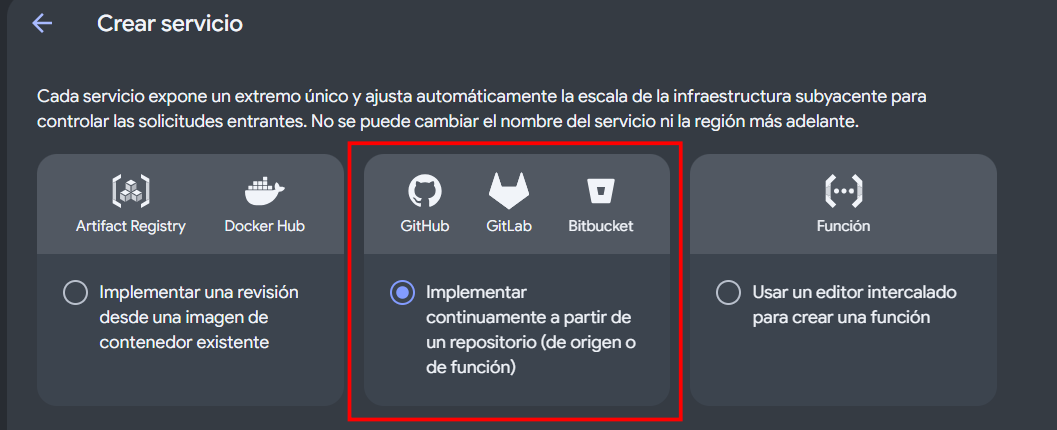 Crear servicio
Cada servicio expone un extremo único y ajusta automáticamente la escala de la infraestructura subyacente para
controlar las solicitudes entrantes. No se puede cambiar el nombre del servicio ni la región más adelante.
Artifact Registry
Docker Hub
Implementar una revisión
desde una imagen de
contenedor existente
GitHub
GitLab
Bitbucket
Implementar
continuamente a partir de
un repositorio (de origen o
de función)
Función
Usar un editor intercalado
para crear una función